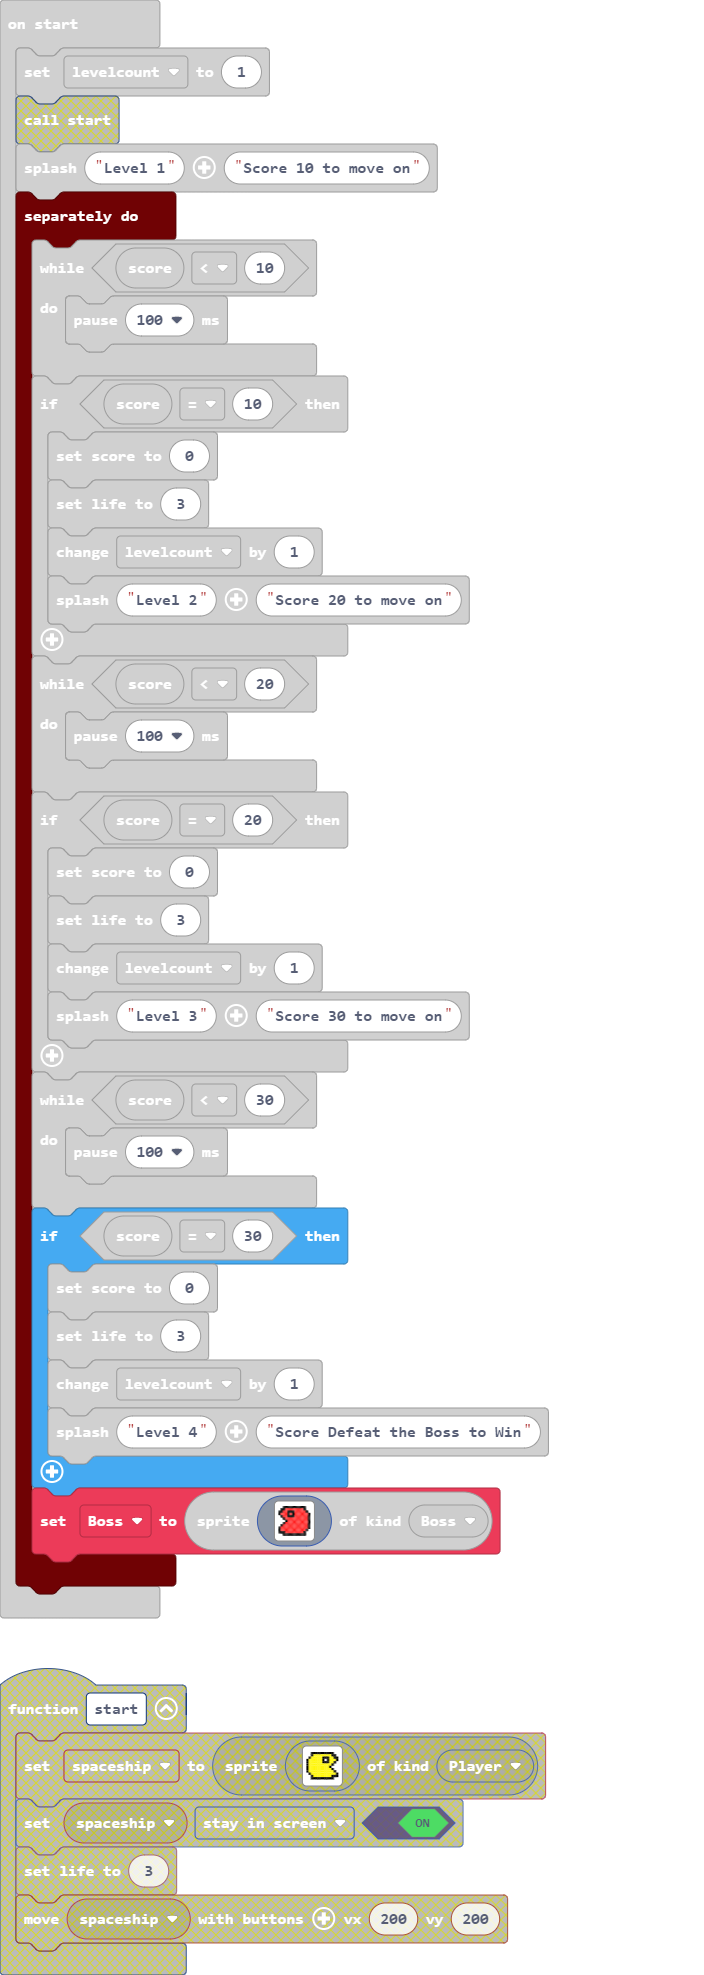 on start
set levelcount to 1
call start
splash "Level 1" "Score 10 to move on"
separately do
while score < 10
do pause 100 ms
if score = 10 then
set score to 0
set life to 3
change levelcount by 1
splash "Level 2" "Score 20 to move on"
while score < 20
do pause 100 ms
if score = 20 then
set score to 0
set life to 3
change levelcount by 1
splash "Level 3" "Score 30 to move on"
while score < 30
do pause 100 ms
if score = 30 then
set score to 0
set life to 3
change levelcount by 1
splash "Level 4" "Score Defeat the Boss to Win"
set Boss to sprite of kind Boss
function start
set spaceship to sprite of kind Player
set spaceship stay in screen ON
set life to 3
move spaceship with buttons vx 200 vy 200